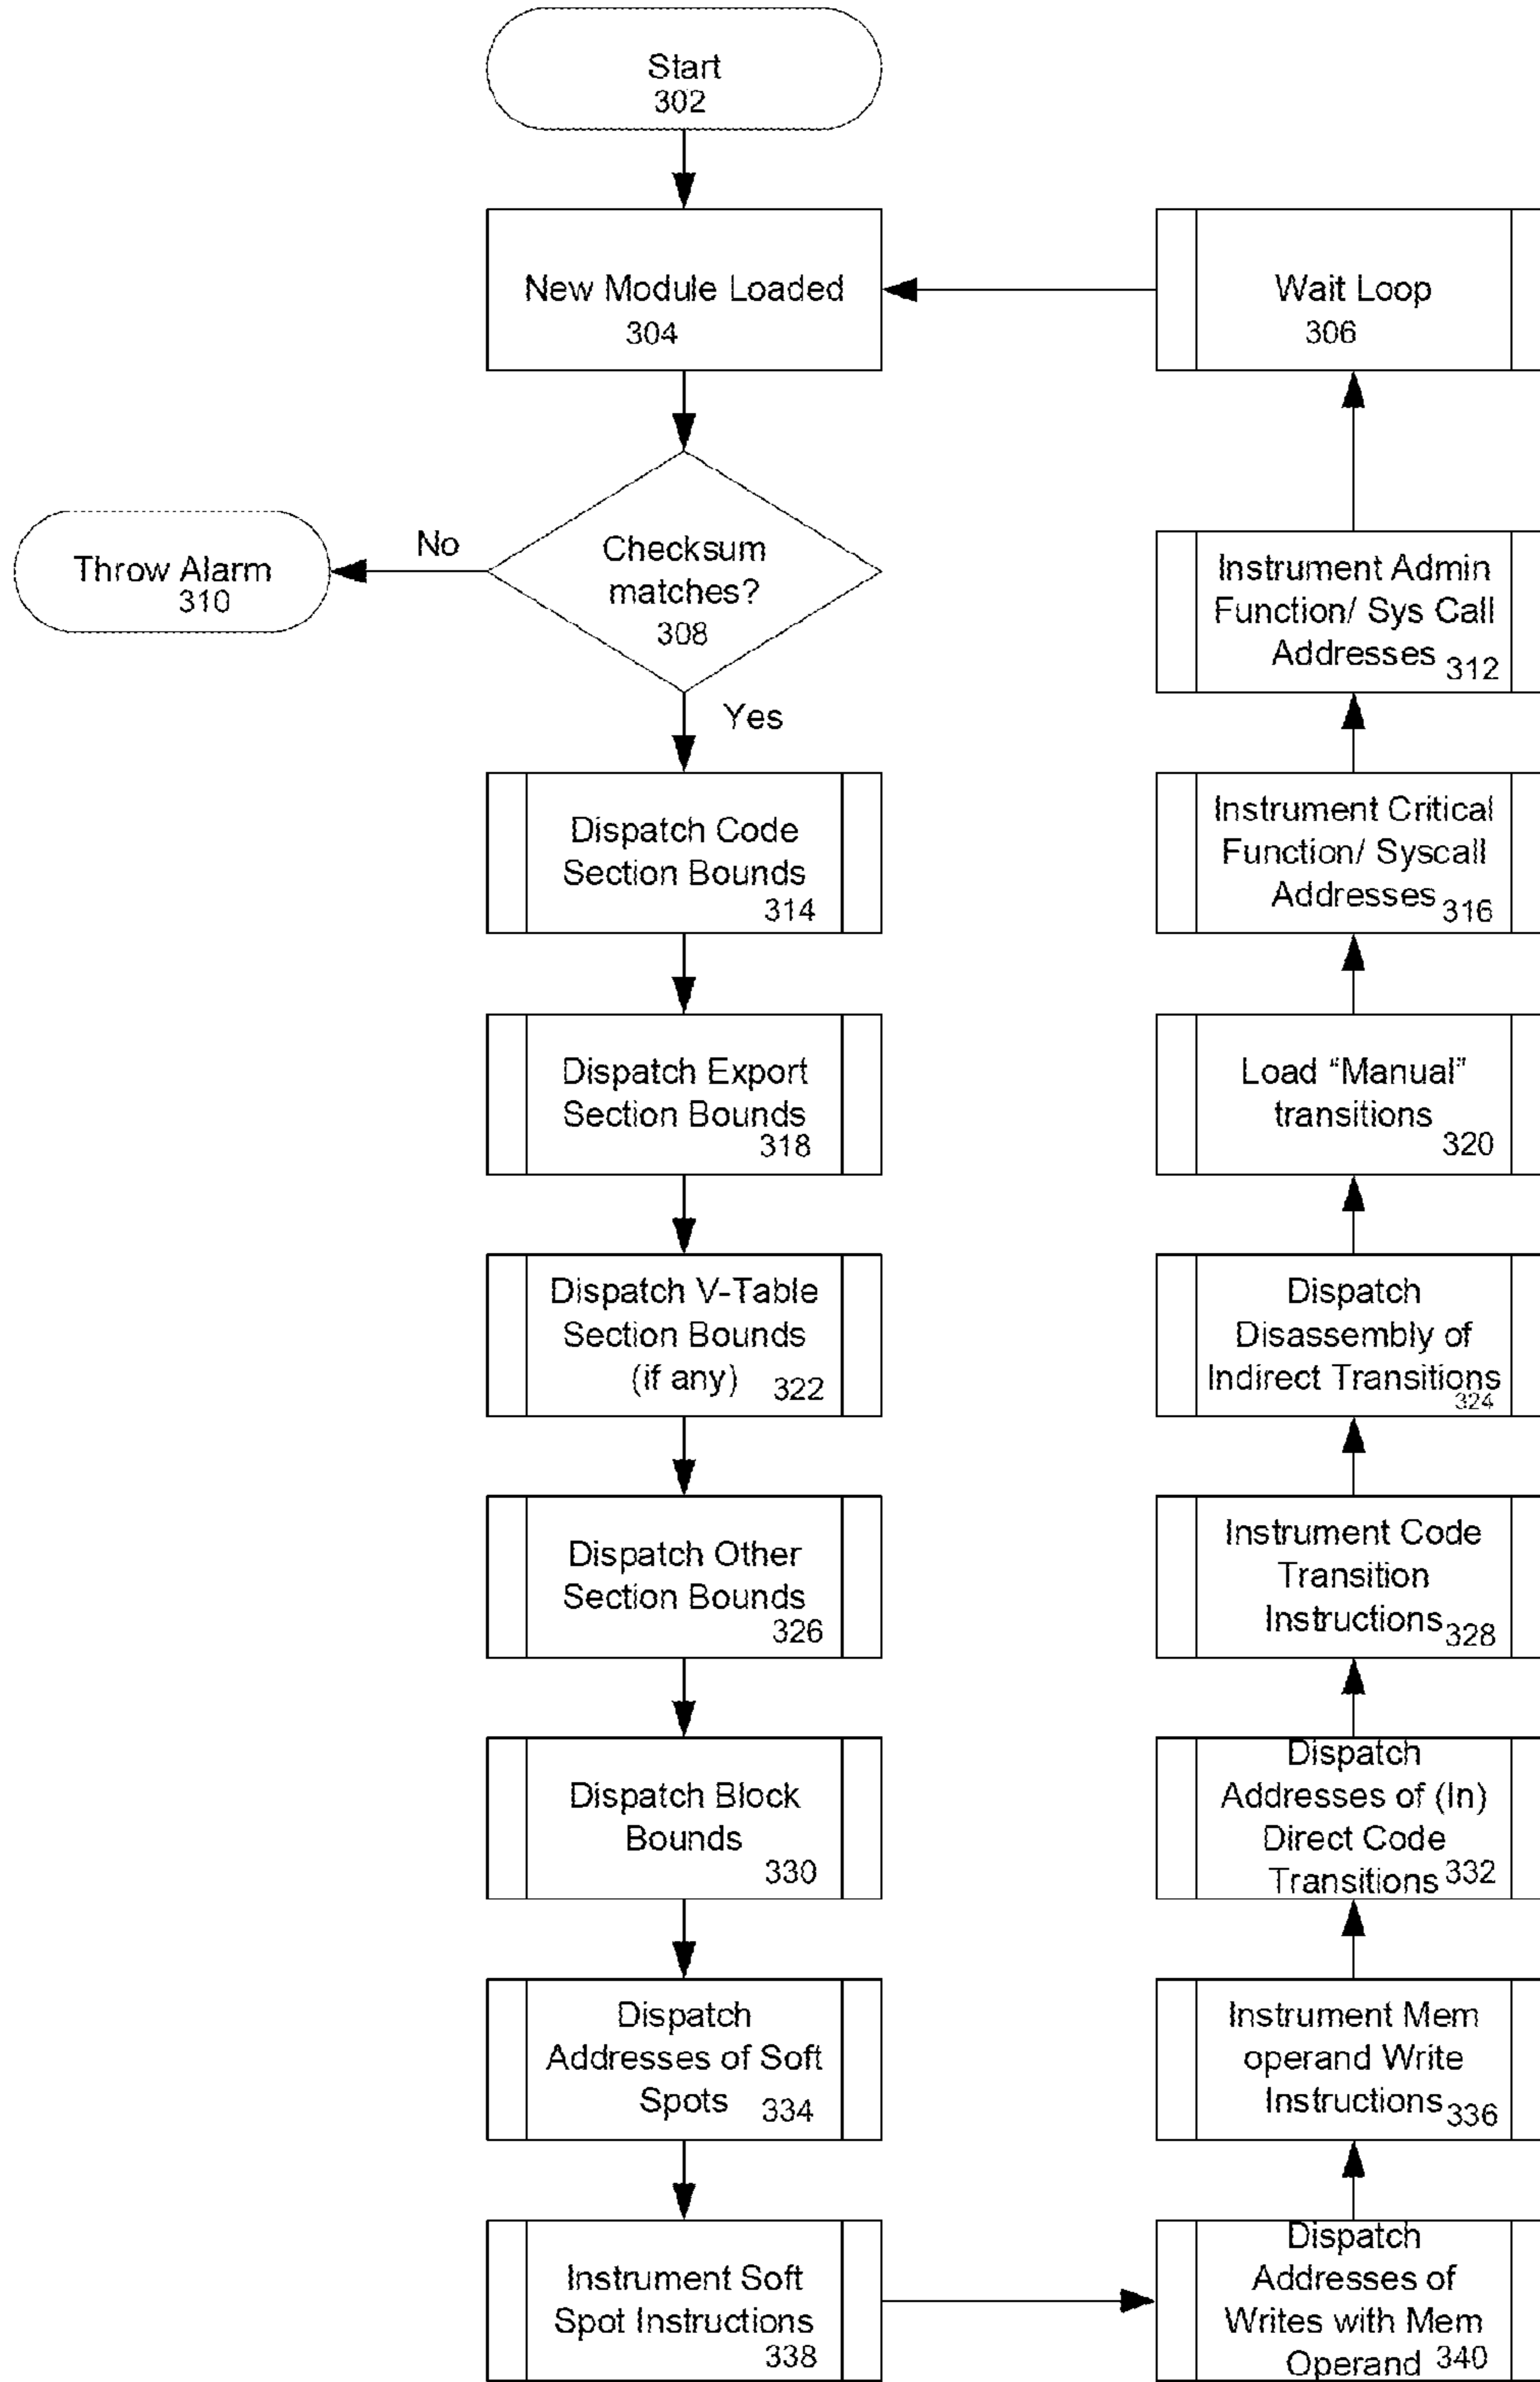 Start
302
New Module Loaded
304
Wait Loop
306
Checksum
matches?
308
No
Throw Alarm
310
Yes
Instrument Admin
Function/ Sys Call
Addresses 312
Dispatch Code
Section Bounds
314
Instrument Critical
Function/ Syscall
Addresses 316
Dispatch Export
Section Bounds
318
Load “Manual”
transitions
320
Dispatch V-Table
Section Bounds
(if any) 322
Dispatch
Disassembly of
Indirect Transitions
324
Dispatch Other
Section Bounds
326
Instrument Code
Transition
Instructions 328
Dispatch Block
Bounds
330
Dispatch
Addresses of (In)
Direct Code
Transitions 332
Dispatch
Addresses of Soft
Spots 334
Instrument Mem
operand Write
Instructions 336
Instrument Soft
Spot Instructions
338
Dispatch
Addresses of
Writes with Mem
Operand 340